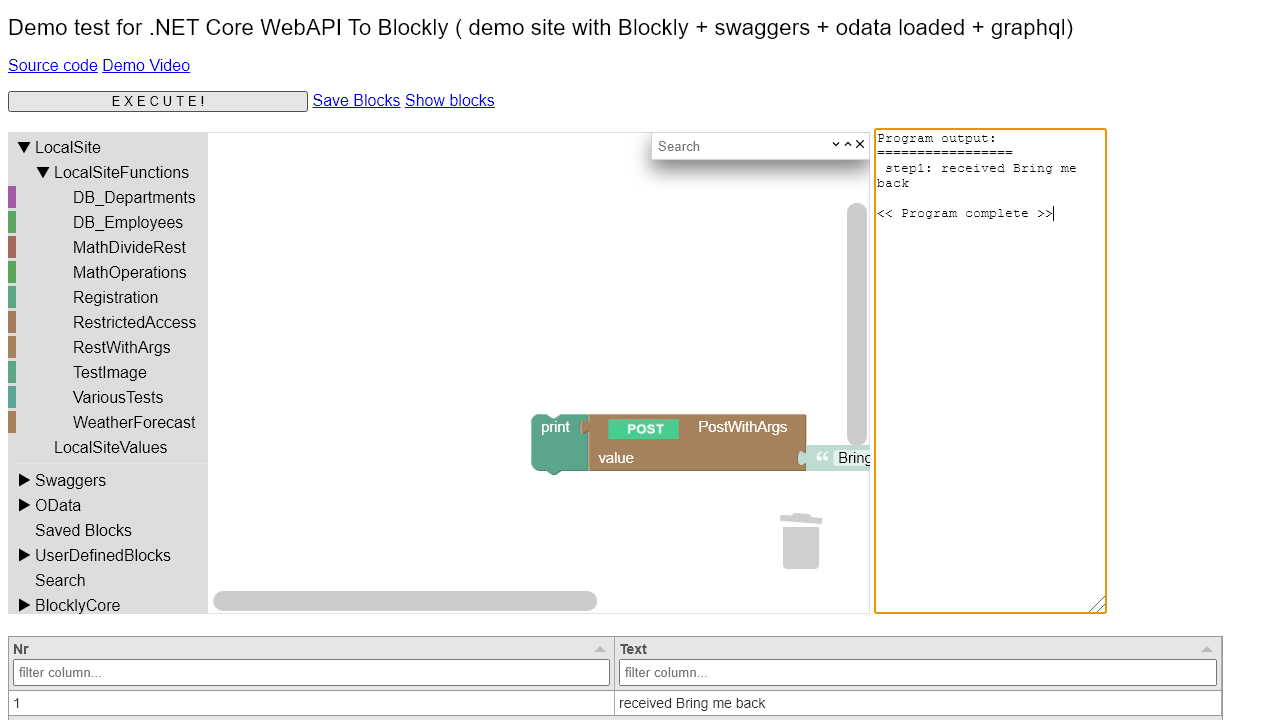 Demo test for .NET Core WebAPI To Blockly ( demo site with Blockly + swaggers + odata loaded + graphql)
Source code Demo Video
E X E C U T E ! Save Blocks Show blocks
LocalSite
LocalSiteFunctions
DB_Departments
DB_Employees
MathDivideRest
MathOperations
Registration
RestrictedAccess
RestWithArgs
TestImage
VariousTests
WeatherForecast
LocalSiteValues
Swaggers
OData
Saved Blocks
UserDefinedBlocks
Search
BlocklyCore
Search
print POST PostWithArgs
value “ Bring
Program output:
=================
step1: received Bring me
back
<< Program complete >>
Nr Text
filter column... filter column...
1 received Bring me back